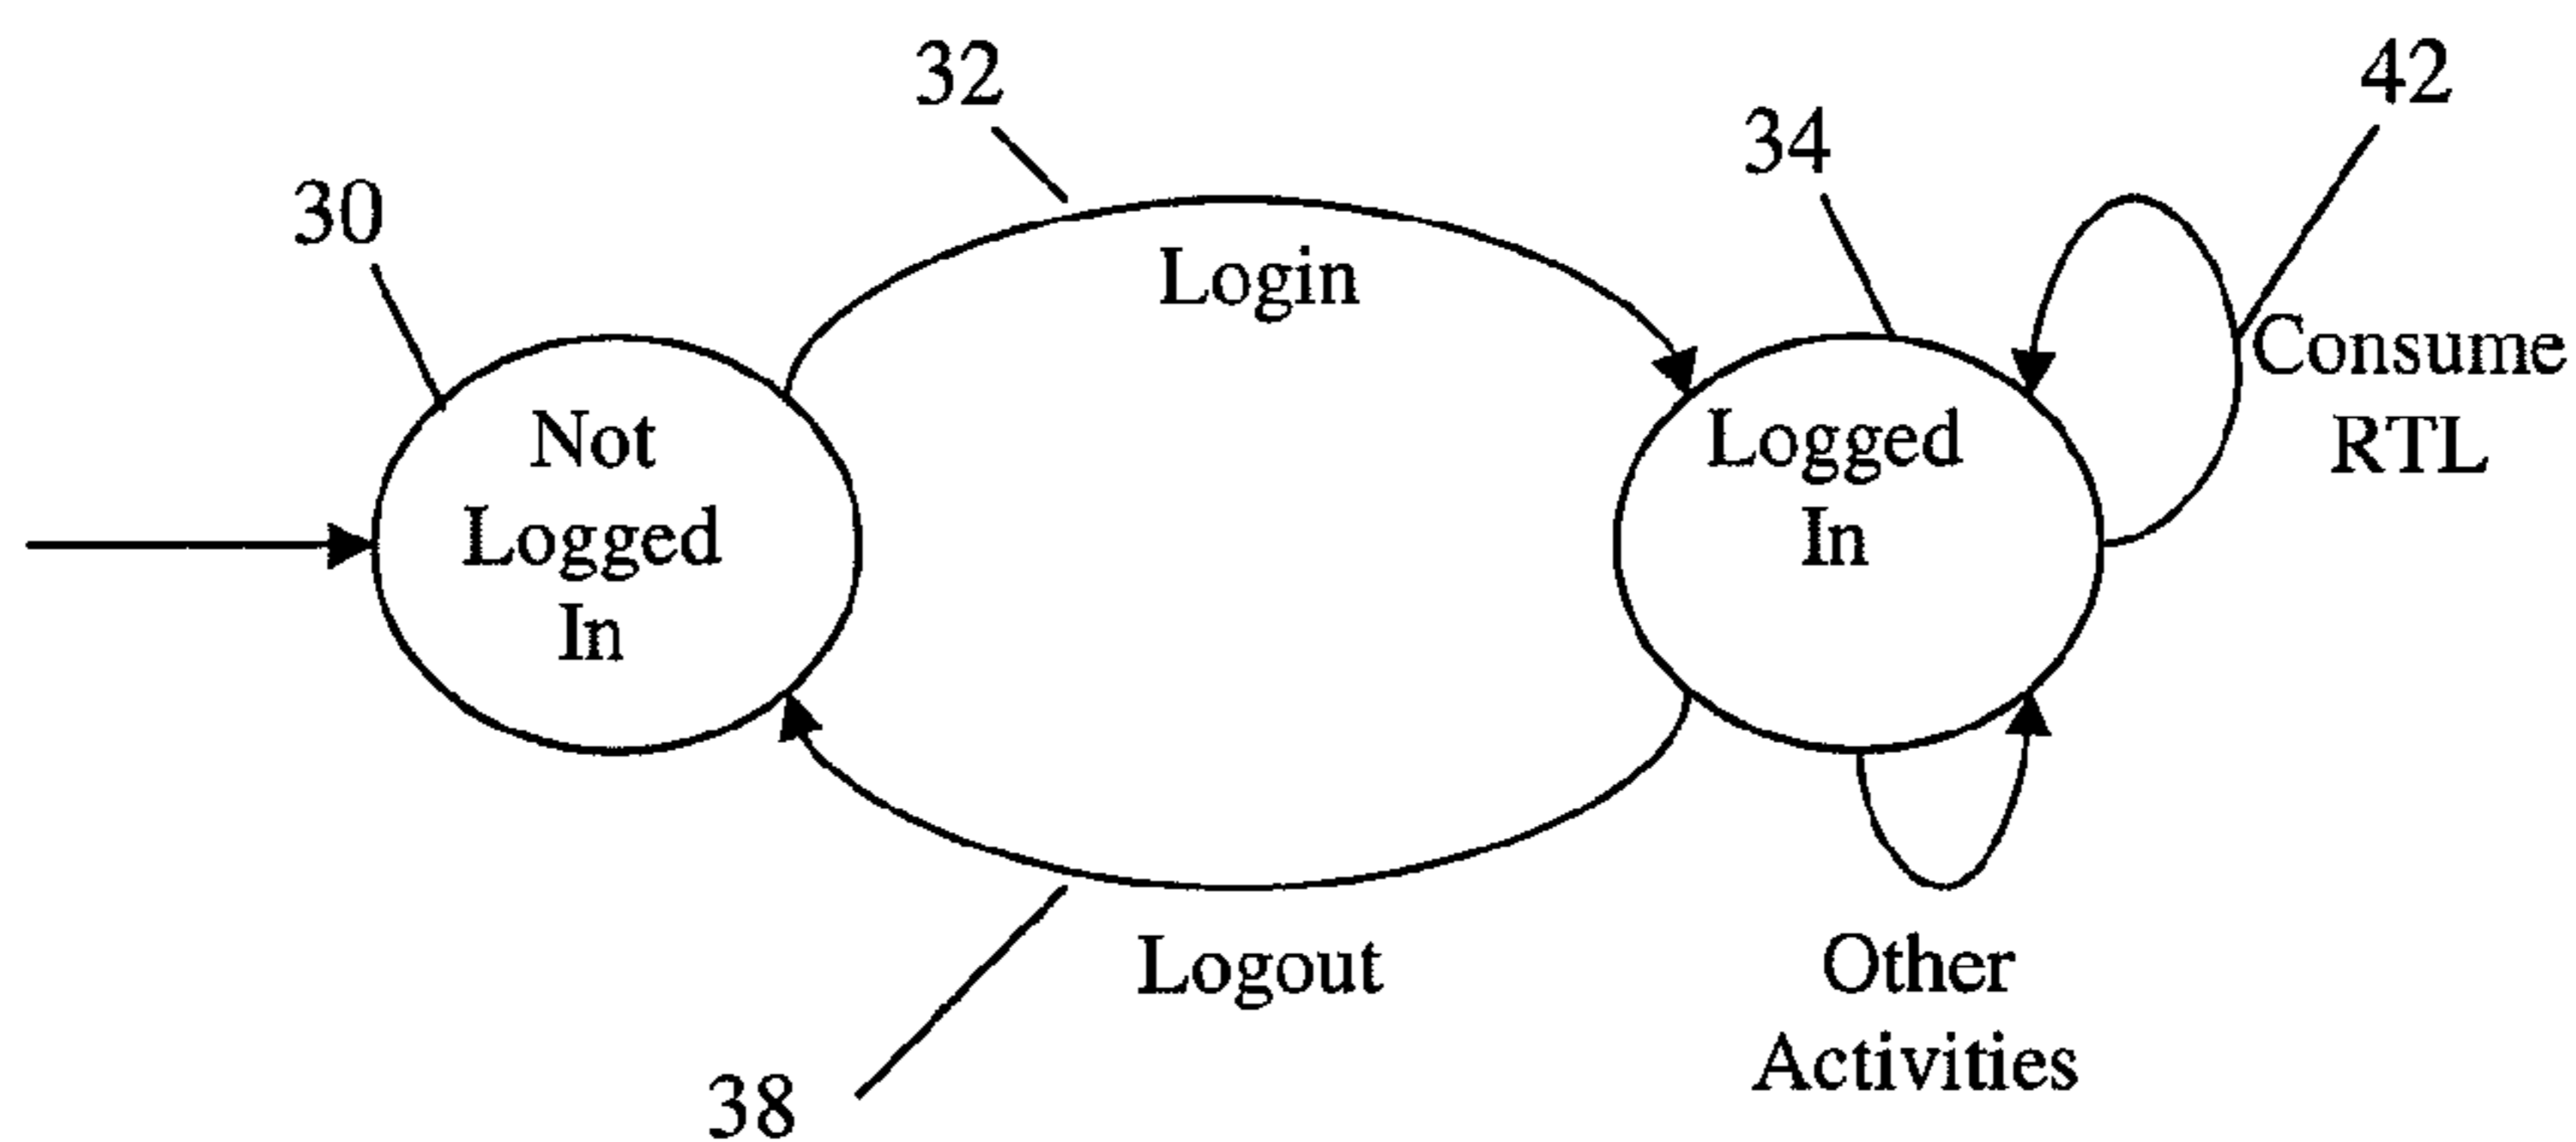 32
42
34
30
Login
Consume
RTL
Not
Logged
In
Logged
In
Logout
Other
Activities
38